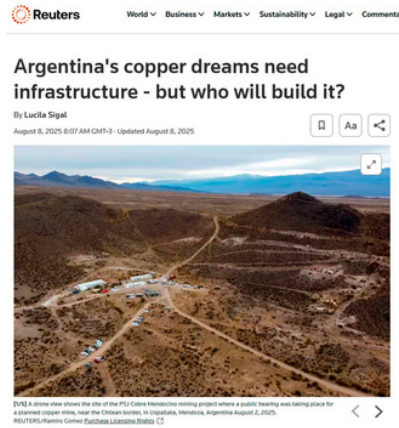 Reuters
World Business Markets Sustainability Legal Commenta
Argentina's copper dreams need
infrastructure - but who will build it?
By Lucila Sigal
August 8, 2025 8:07 AM GMT-3 · Updated August 8, 2025
Aa
[1/5] A drone view shows the site of the PSJ Cobre Mendocino mining project where a public hearing was taking place for
a planned copper mine, near the Chilean border, in Uspallata, Mendoza, Argentina August 2, 2025.
REUTERS/Ramiro Gomez Purchase Licensing Rights